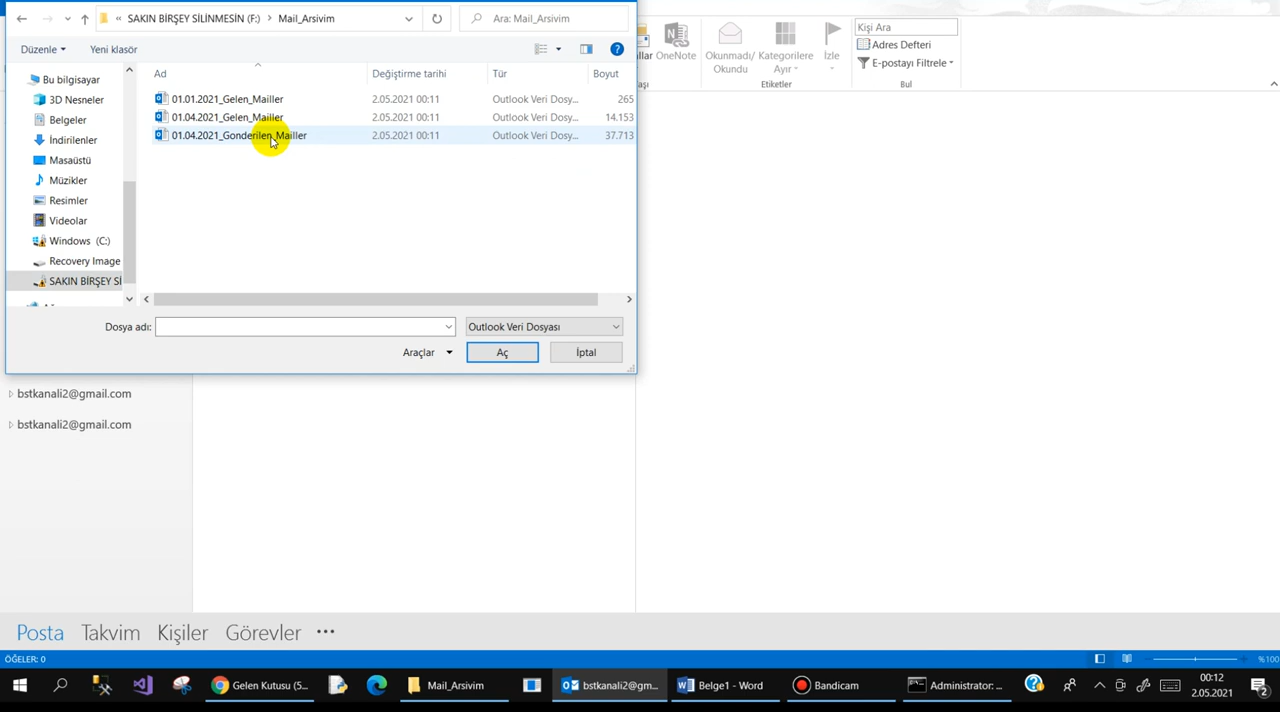 SAKIN BİRŞEY SİLİNMESİN (F:) > Mail_Arsivim
Ara: Mail_Arsivim
Düzenle
Yeni klasör
Bu bilgisayar
3D Nesneler
Belgeler
İndirilenler
Masaüstü
Müzikler
Resimler
Videolar
Windows (C:)
Recovery Image
SAKIN BİRŞEY Sİ
Ad Değiştirme tarihi Tür Boyut
01.01.2021_Gelen_Mailler 2.05.2021 00:11 Outlook Veri Dosy... 265
01.04.2021_Gelen_Mailler 2.05.2021 00:11 Outlook Veri Dosy... 14.153
01.04.2021_Gonderilen_Mailler 2.05.2021 00:11 Outlook Veri Dosy... 37.713
Dosya adı:
Outlook Veri Dosyası
Araçlar
Aç
İptal
OneNote
Okunmadı/
Okundu
Kategorilere
Ayır
İzle
Etiketler
Kişi Ara
Adres Defteri
E-postayı Filtrele
Bul
bstkanali2@gmail.com
bstkanali2@gmail.com
Posta Takvim Kişiler Görevler •••
ÖĞELER: 0
%100
Gelen Kutusu (5...
Mail_Arsivim
bstkanali2@gm...
Belge1 - Word
Bandicam
Administrator: ...
00:12
2.05.2021
2